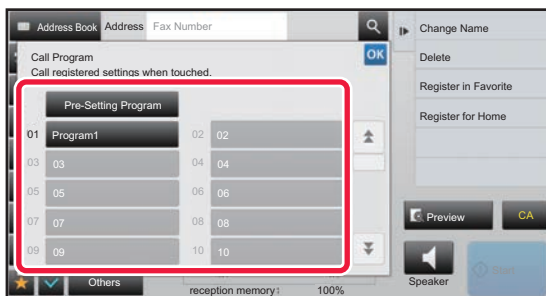 Address Book Address Fax Number
Call Program OK
Call registered settings when touched.
Pre-Setting Program
01 Program1 02 02
03 03 04 04
05 05 06 06
07 07 08 08
09 09 10 10
Others
reception memory: 100%
Change Name
Delete
Register in Favorite
Register for Home
Preview CA
Speaker Start